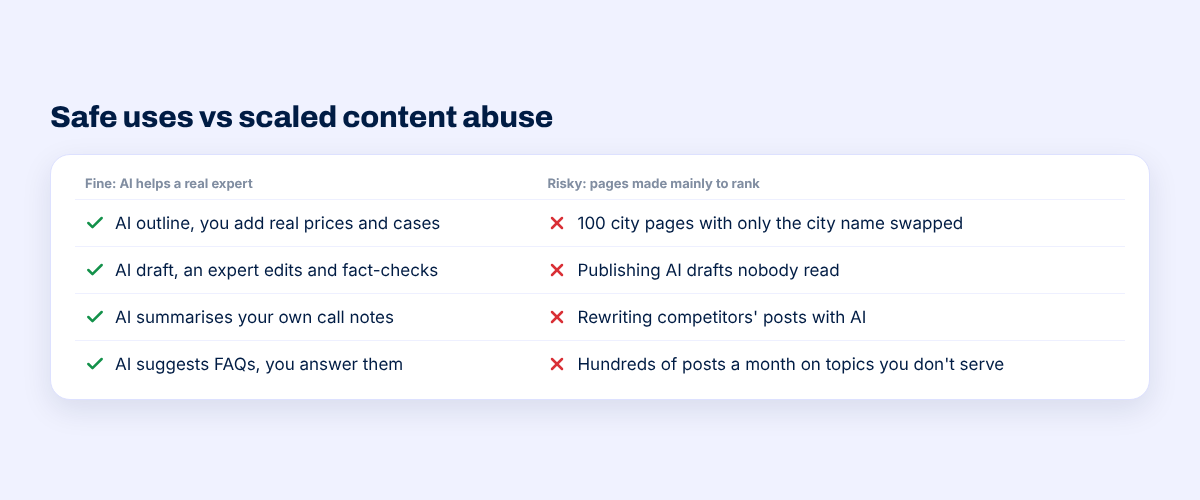 Safe uses vs scaled content abuse
Fine: AI helps a real expert
Risky: pages made mainly to rank
AI outline, you add real prices and cases
100 city pages with only the city name swapped
AI draft, an expert edits and fact-checks
Publishing AI drafts nobody read
AI summarises your own call notes
Rewriting competitors' posts with AI
AI suggests FAQs, you answer them
Hundreds of posts a month on topics you don't serve